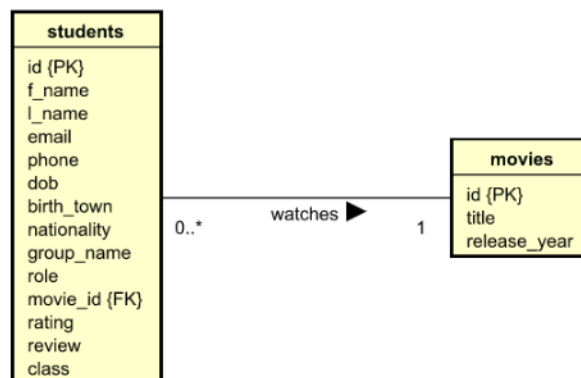 students
id {PK}
f_name
l_name
email
phone
dob
birth_town
nationality
group_name
role
movie_id {FK}
rating
review
class
0..*
watches
1
movies
id {PK}
title
release_year